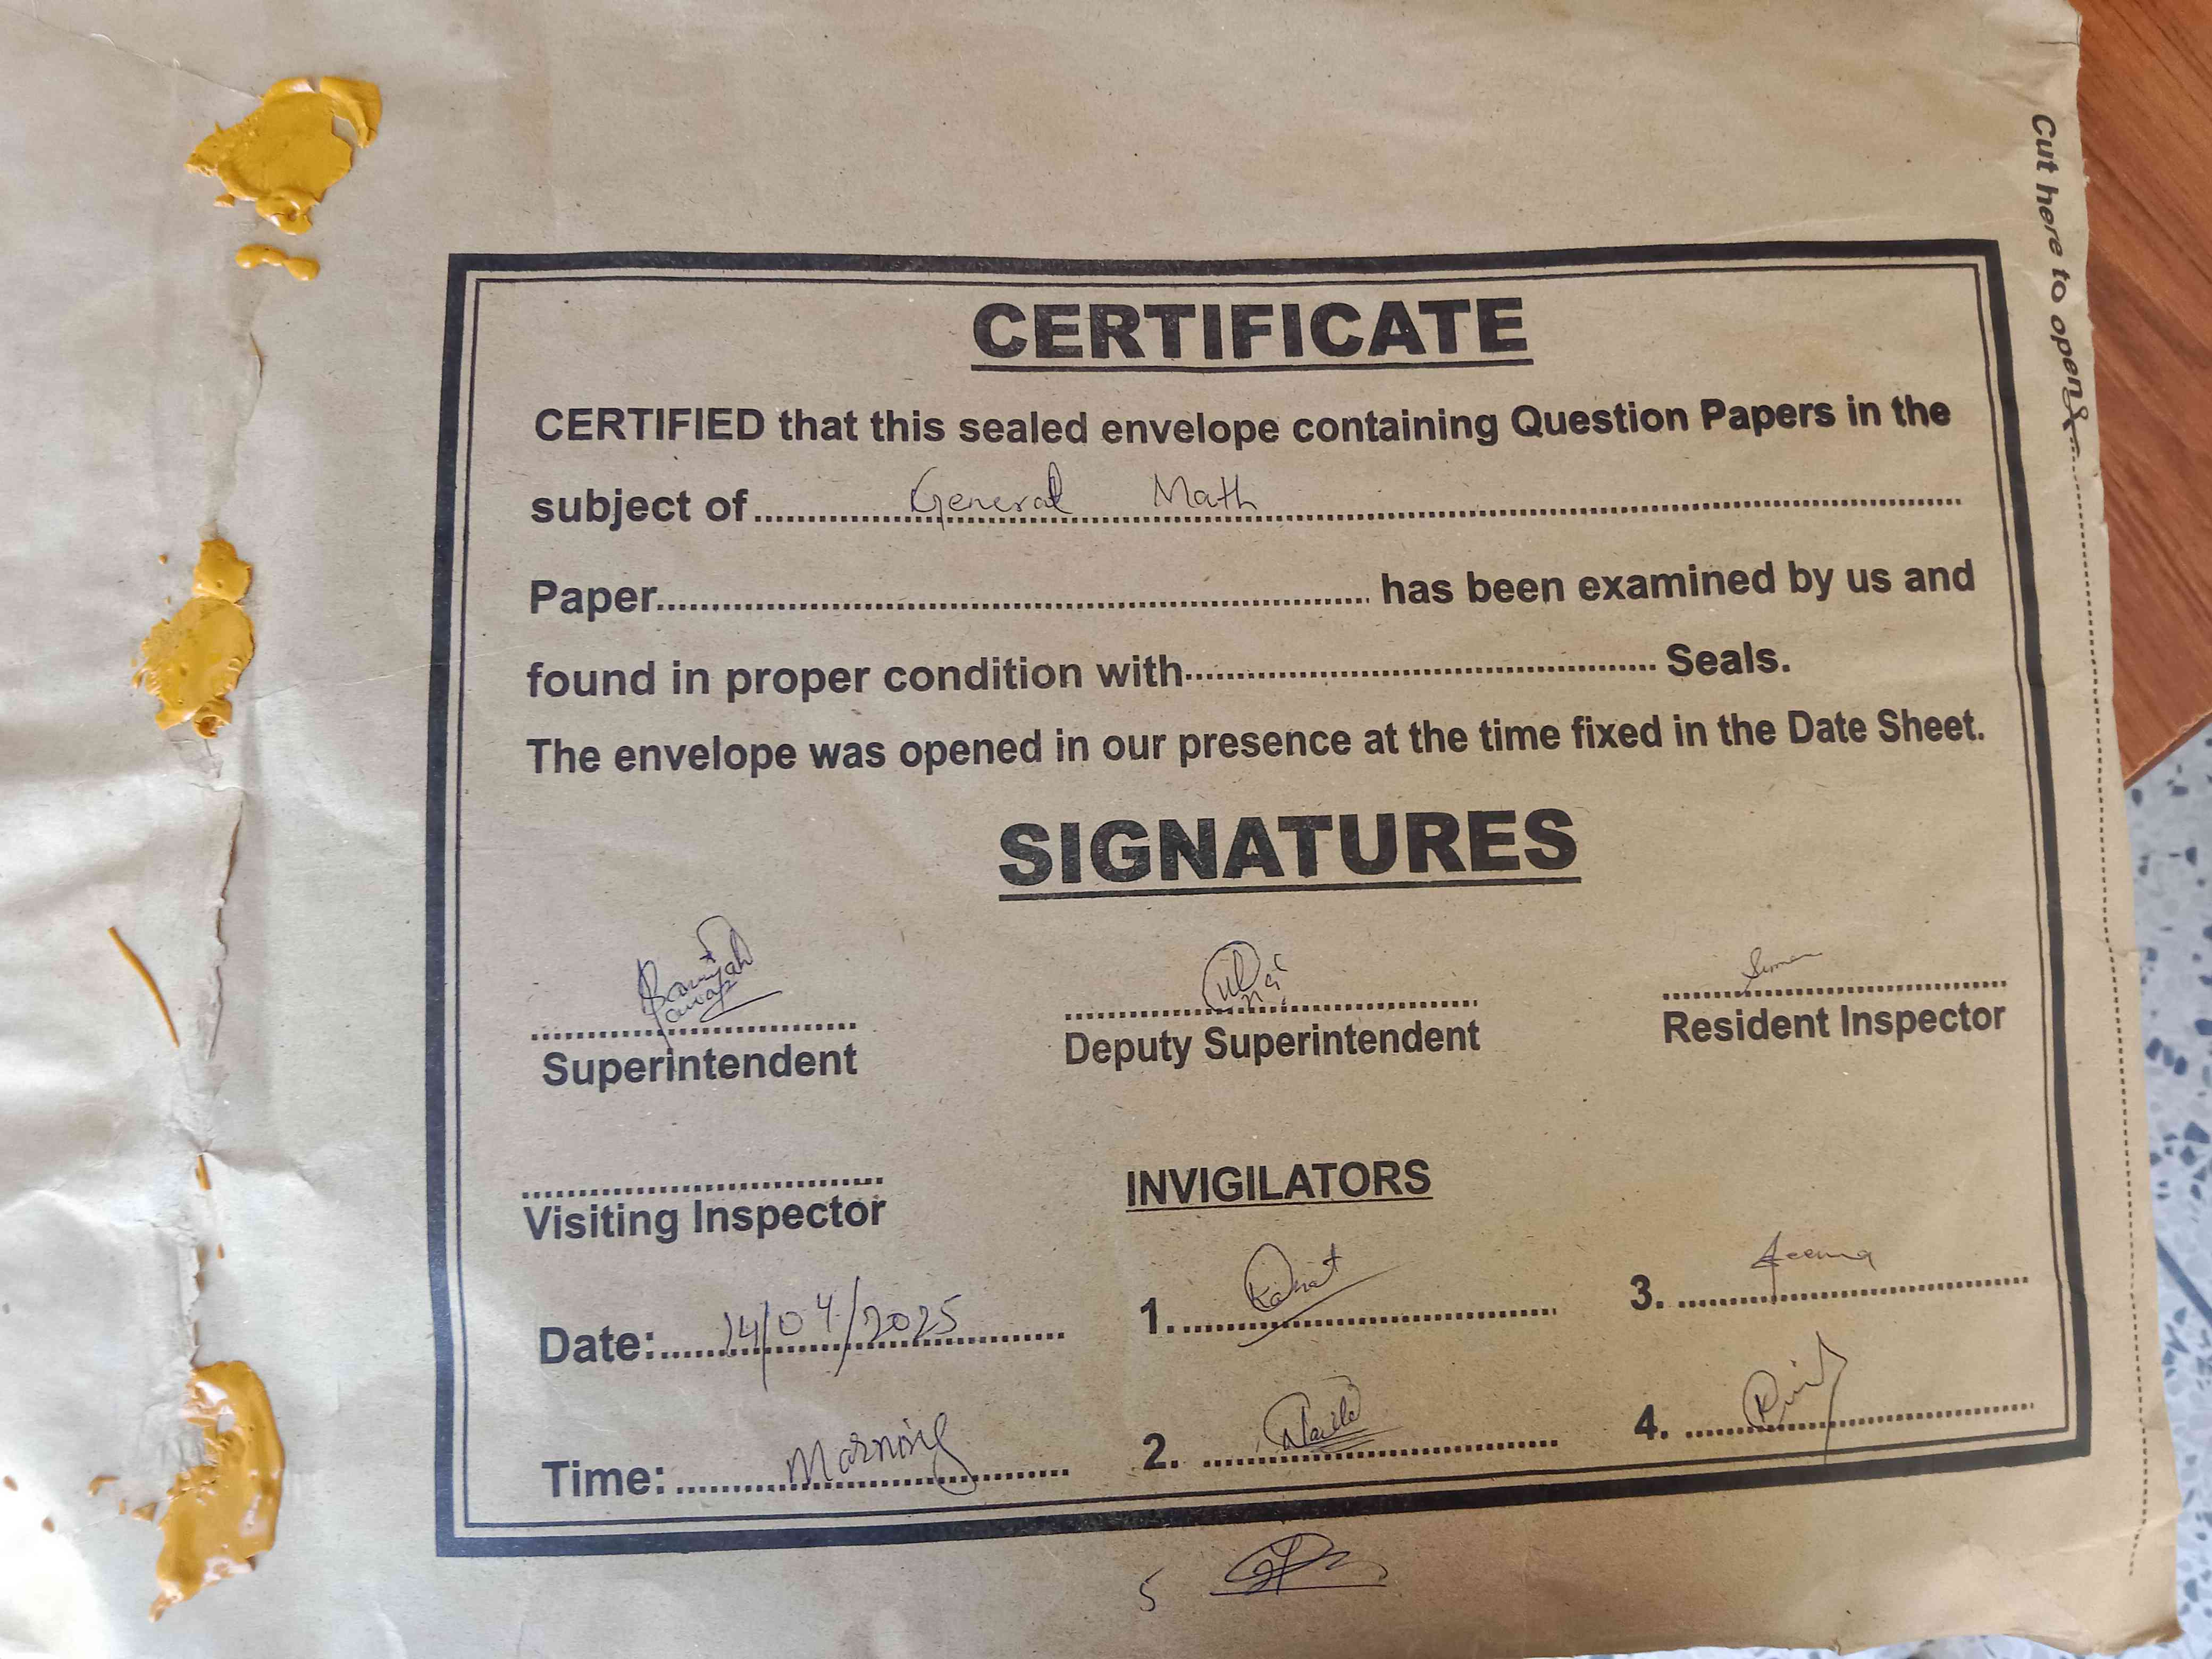 Cut here to open
CERTIFICATE
CERTIFIED that this sealed envelope containing Question Papers in the
subject of........General Math........
Paper........ has been examined by us and
found in proper condition with........ Seals.
The envelope was opened in our presence at the time fixed in the Date Sheet.
SIGNATURES
Superintendent
Deputy Superintendent
Resident Inspector
Visiting Inspector
INVIGILATORS
Date:........14/04/2025........
1. Kainat
3.
Time:........Morning........
2.
4.
5